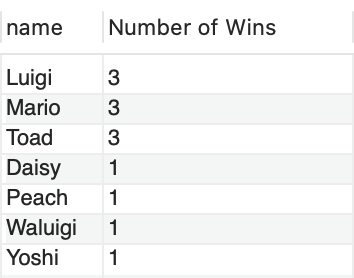 name Number of Wins
Luigi 3
Mario 3
Toad 3
Daisy 1
Peach 1
Waluigi 1
Yoshi 1